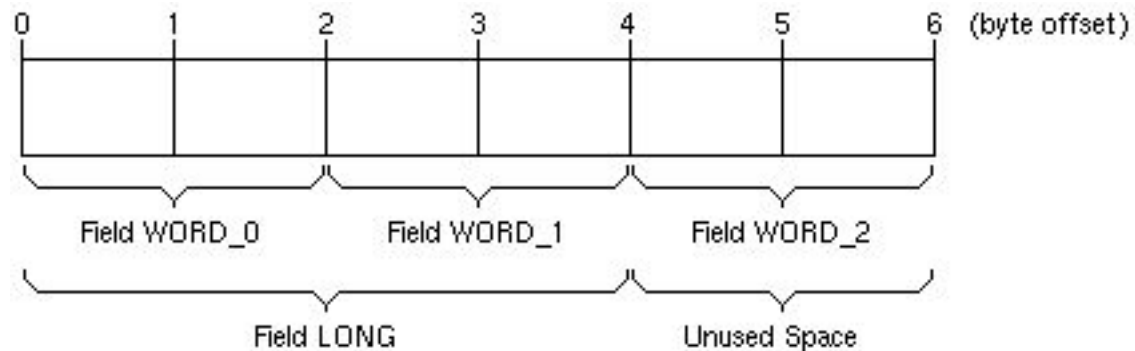 0 1 2 3 4 5 6 (byte offset)
Field WORD_0 Field WORD_1 Field WORD_2
Field LONG Unused Space